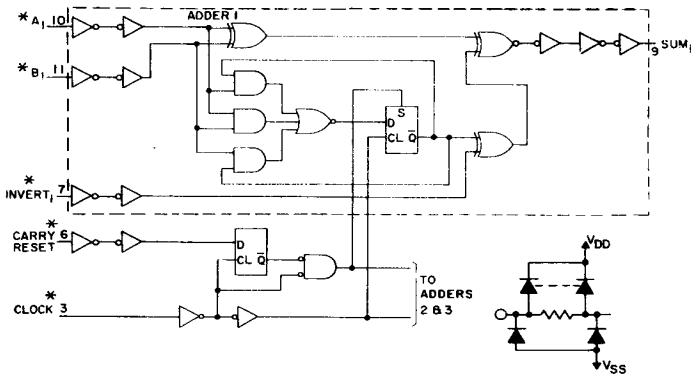 ADDER 1
* A₁ 10
* B₁ 11
S
D
CL Q̅
9 SUM₁
*
INVERT₁ 7
*
CARRY 6
RESET
D
CL Q̅
*
CLOCK 3
TO
ADDERS
2 & 3
VDD
VSS